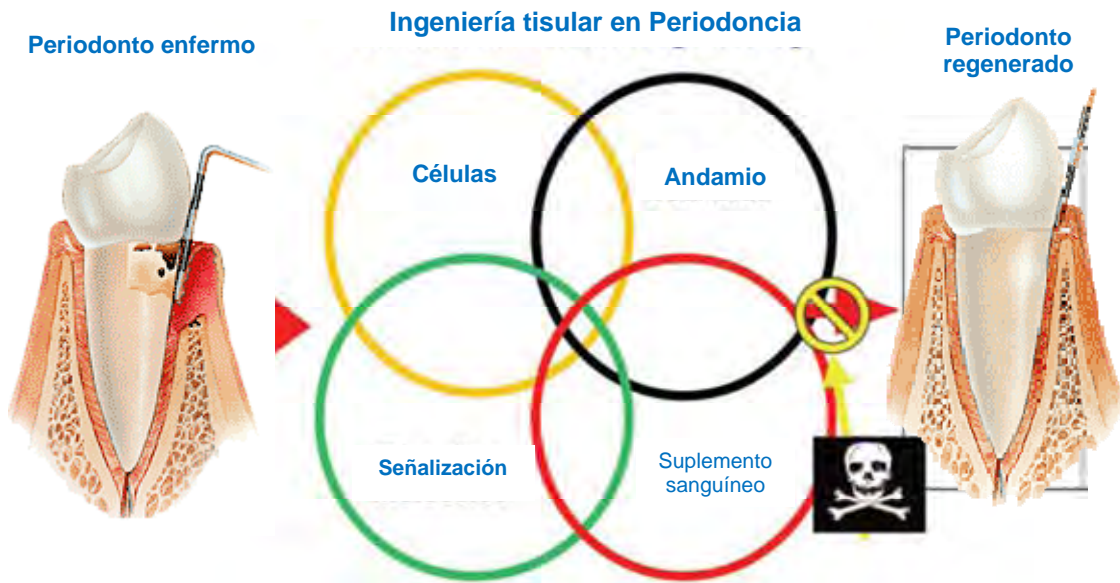 Ingeniería tisular en Periodoncia
Periodonto enfermo
Periodonto
regenerado
Células
Andamio
Señalización
Suplemento
sanguíneo